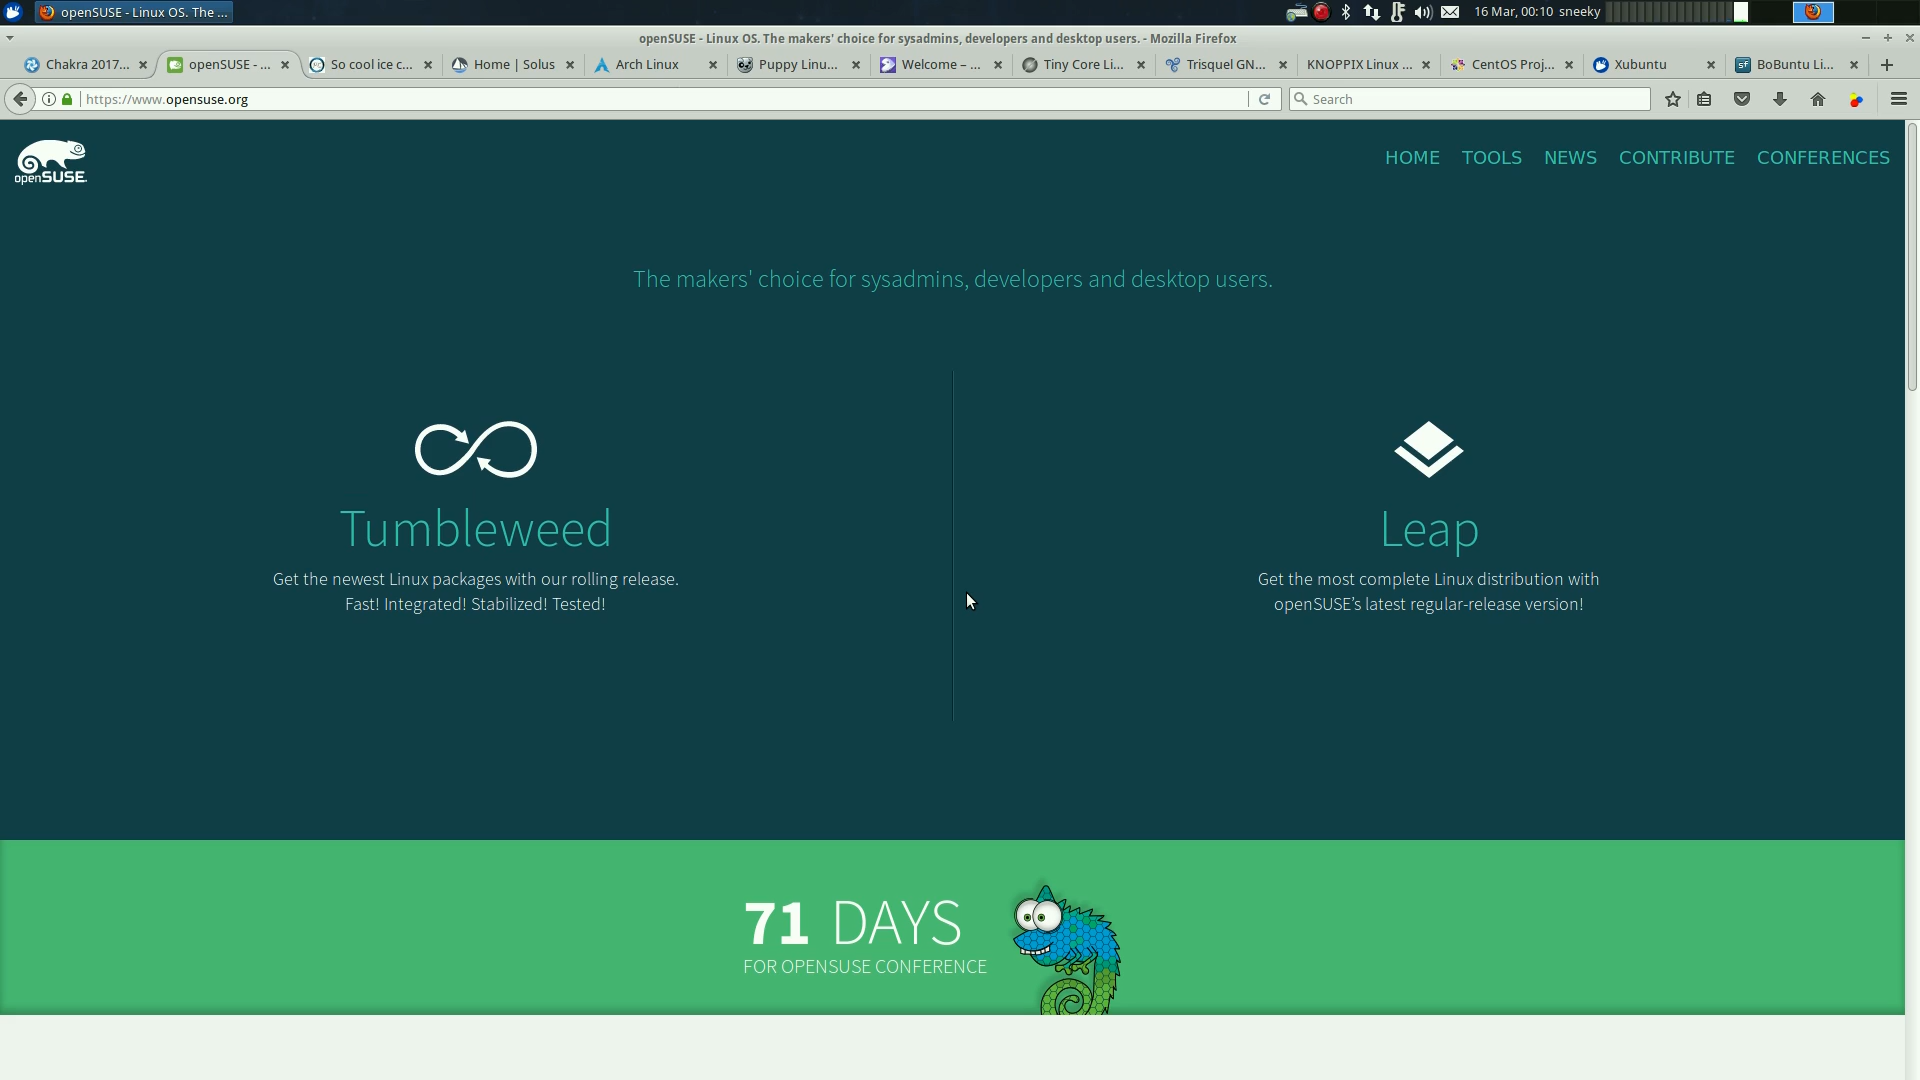 openSUSE - Linux OS. The ...
16 Mar, 00:10 sneeky
openSUSE - Linux OS. The makers' choice for sysadmins, developers and desktop users. - Mozilla Firefox
Chakra 2017...
openSUSE - ...
So cool ice c...
Home | Solus
Arch Linux
Puppy Linu...
Welcome – ...
Tiny Core Li...
Trisquel GN...
KNOPPIX Linux ...
CentOS Proj...
Xubuntu
sf
BoBuntu Li...
https://www.opensuse.org
Search
openSUSE.
HOME
TOOLS
NEWS
CONTRIBUTE
CONFERENCES
The makers' choice for sysadmins, developers and desktop users.
Tumbleweed
Get the newest Linux packages with our rolling release.
Fast! Integrated! Stabilized! Tested!
Leap
Get the most complete Linux distribution with
openSUSE’s latest regular-release version!
71 DAYS
FOR OPENSUSE CONFERENCE